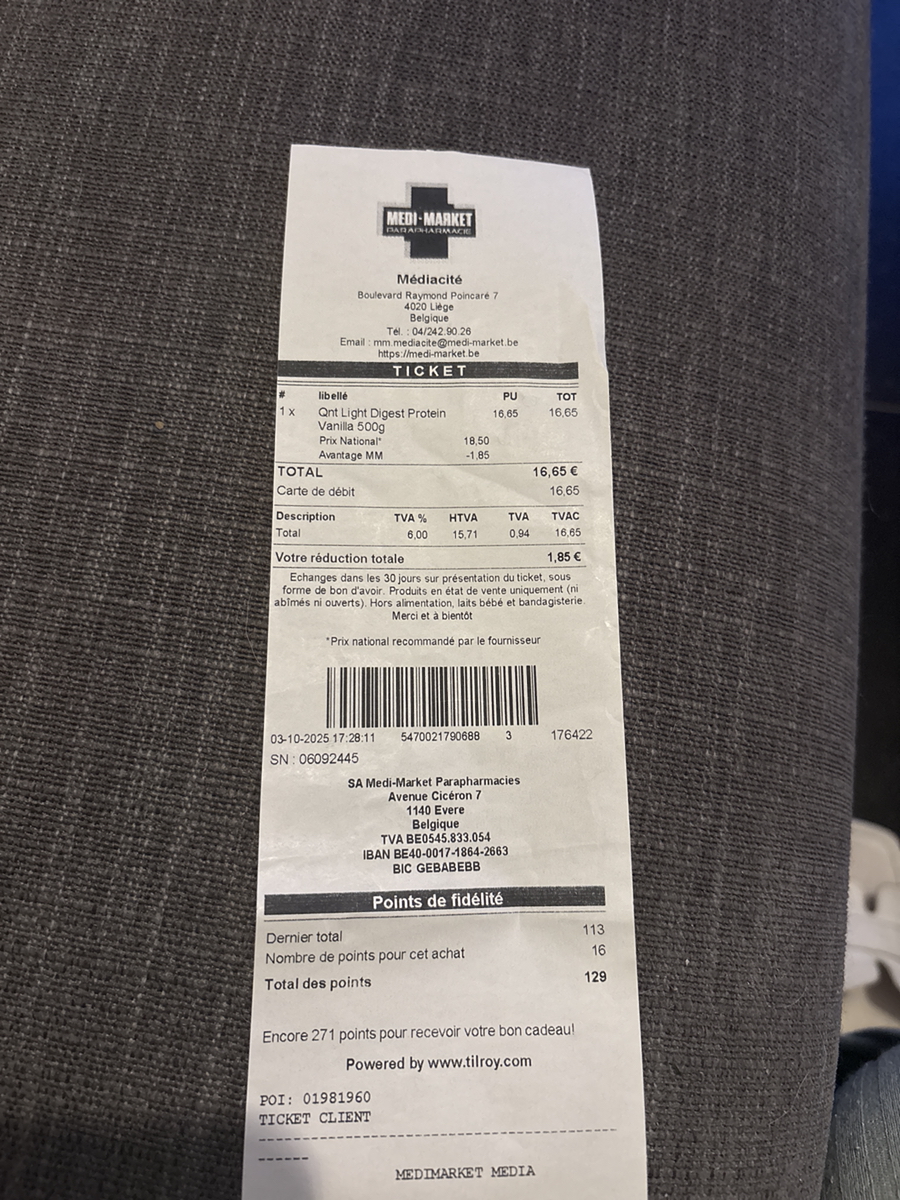 MEDI-MARKET
PARAPHARMACIE
Médiacité
Boulevard Raymond Poincaré 7
4020 Liège
Belgique
Tél. : 04/242.90.26
Email : mm.mediacite@medi-market.be
https://medi-market.be
TICKET
# libellé PU TOT
1 x Qnt Light Digest Protein 16,65 16,65
Vanilla 500g
Prix National* 18,50
Avantage MM -1,85
TOTAL 16,65 €
Carte de débit 16,65
Description TVA % HTVA TVA TVAC
Total 6,00 15,71 0,94 16,65
Votre réduction totale 1,85 €
Echanges dans les 30 jours sur présentation du ticket, sous
forme de bon d'avoir. Produits en état de vente uniquement (ni
abîmés ni ouverts). Hors alimentation, laits bébé et bandagisterie.
Merci et à bientôt
*Prix national recommandé par le fournisseur
03-10-2025 17:28:11 5470021790688 3 176422
SN : 06092445
SA Medi-Market Parapharmacies
Avenue Cicéron 7
1140 Evere
Belgique
TVA BE0545.833.054
IBAN BE40-0017-1864-2663
BIC GEBABEBB
Points de fidélité
Dernier total 113
Nombre de points pour cet achat 16
Total des points 129
Encore 271 points pour recevoir votre bon cadeau!
Powered by www.tilroy.com
POI: 01981960
TICKET CLIENT
MEDIMARKET MEDIA